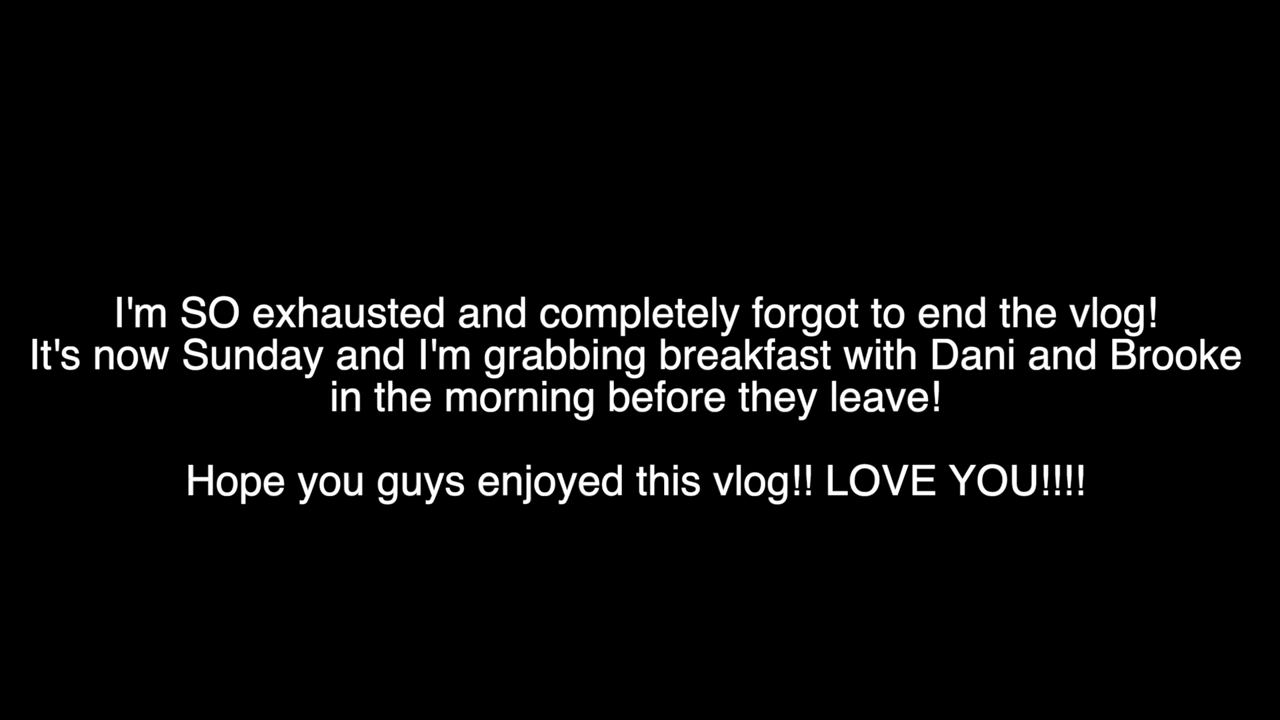 I'm SO exhausted and completely forgot to end the vlog!
It's now Sunday and I'm grabbing breakfast with Dani and Brooke
in the morning before they leave!
Hope you guys enjoyed this vlog!! LOVE YOU!!!!